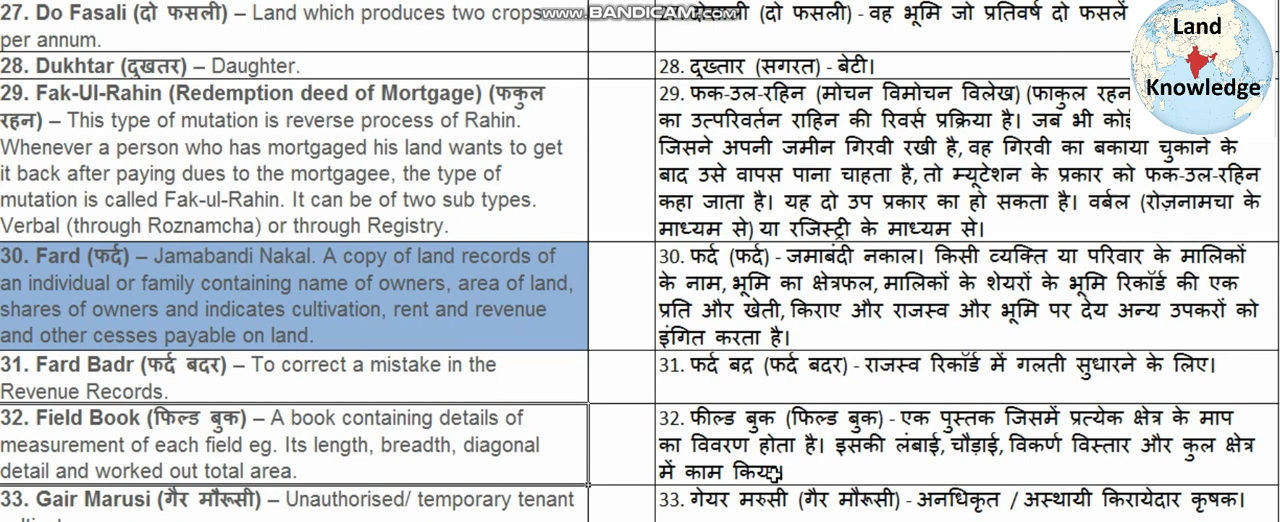 27. Do Fasali (दो फसली) – Land which produces two crops
per annum.
28. Dukhtar (दूखतर) – Daughter.
29. Fak-Ul-Rahin (Redemption deed of Mortgage) (फकुल
रहन) – This type of mutation is reverse process of Rahin.
Whenever a person who has mortgaged his land wants to get
it back after paying dues to the mortgagee, the type of
mutation is called Fak-ul-Rahin. It can be of two sub types.
Verbal (through Roznamcha) or through Registry.
30. Fard (फर्द) – Jamabandi Nakal. A copy of land records of
an individual or family containing name of owners, area of land,
shares of owners and indicates cultivation, rent and revenue
and other cesses payable on land.
31. Fard Badr (फर्द बदर) – To correct a mistake in the
Revenue Records.
32. Field Book (फिल्ड बुक) – A book containing details of
measurement of each field eg. Its length, breadth, diagonal
detail and worked out total area.
33. Gair Marusi (गैर मौरूसी) – Unauthorised/ temporary tenant
www.BANDICAM.com
(दो फसली) - वह भूमि जो प्रतिवर्ष दो फसलें
28. दूख्तार (सगरत) - बेटी।
29. फक-उल-रहिन (मोचन विमोचन विलेख) (फाकुल रहन
का उत्परिवर्तन राहिन की रिवर्स प्रक्रिया है। जब भी कोई
जिसने अपनी जमीन गिरवी रखी है, वह गिरवी का बकाया चुकाने के
बाद उसे वापस पाना चाहता है, तो म्यूटेशन के प्रकार को फक-उल-रहिन
कहा जाता है। यह दो उप प्रकार का हो सकता है। वर्बल (रोज़नामचा के
माध्यम से) या रजिस्ट्री के माध्यम से।
30. फर्द (फर्द) - जमाबंदी नकाल। किसी व्यक्ति या परिवार के मालिकों
के नाम, भूमि का क्षेत्रफल, मालिकों के शेयरों के भूमि रिकॉर्ड की एक
प्रति और खेती, किराए और राजस्व और भूमि पर देय अन्य उपकरों को
इंगित करता है।
31. फर्द बद्र (फर्द बदर) - राजस्व रिकॉर्ड में गलती सुधारने के लिए।
32. फील्ड बुक (फिल्ड बुक) - एक पुस्तक जिसमें प्रत्येक क्षेत्र के माप
का विवरण होता है। इसकी लंबाई, चौड़ाई, विकर्ण विस्तार और कुल क्षेत्र
में काम किया।
33. गेयर मरुसी (गैर मौरूसी) - अनधिकृत / अस्थायी किरायेदार कृषक।
Land
Knowledge